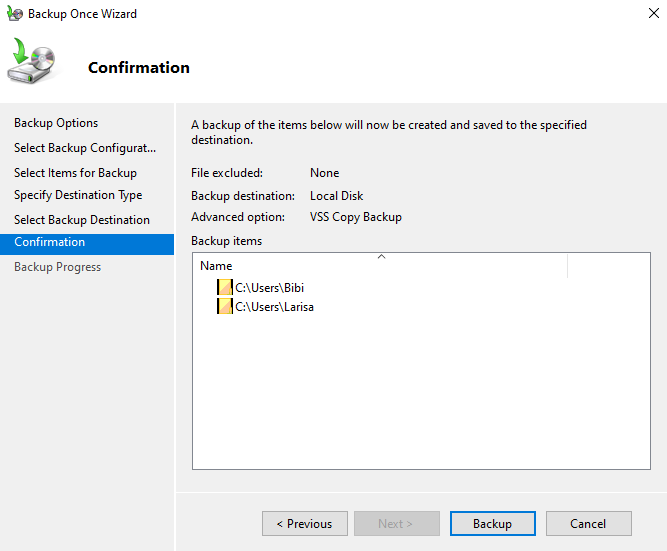 Backup Once Wizard
Confirmation
Backup Options
Select Backup Configurat...
Select Items for Backup
Specify Destination Type
Select Backup Destination
Confirmation
Backup Progress
A backup of the items below will now be created and saved to the specified
destination.
File excluded: None
Backup destination: Local Disk
Advanced option: VSS Copy Backup
Backup items
Name
C:\Users\Bibi
C:\Users\Larisa
< Previous Next > Backup Cancel